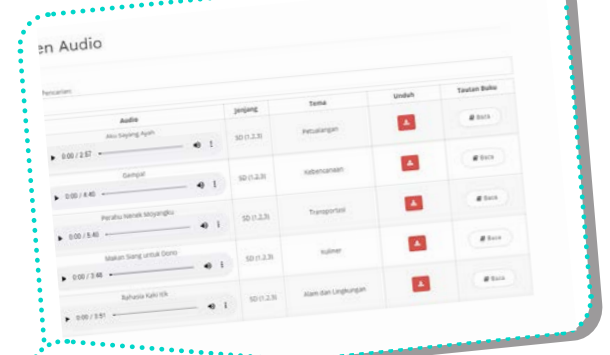 en Audio
Pencarian:
Audio Jenjang Tema Unduh Tautan Buku
Aku Sayang Ayah
0:00 / 2:57 SD (1,2,3) Petualangan Baca
Gempa!
0:00 / 4:40 SD (1,2,3) Kebencanaan Baca
Perahu Nenek Moyangku
0:00 / 5:40 SD (1,2,3) Transportasi Baca
Makan Siang untuk Dono
0:00 / 3:48 SD (1,2,3) Kuliner Baca
Rahasia Kaki
0:00 / 3:51 SD (1,2,3) Alam dan Lingkungan Baca